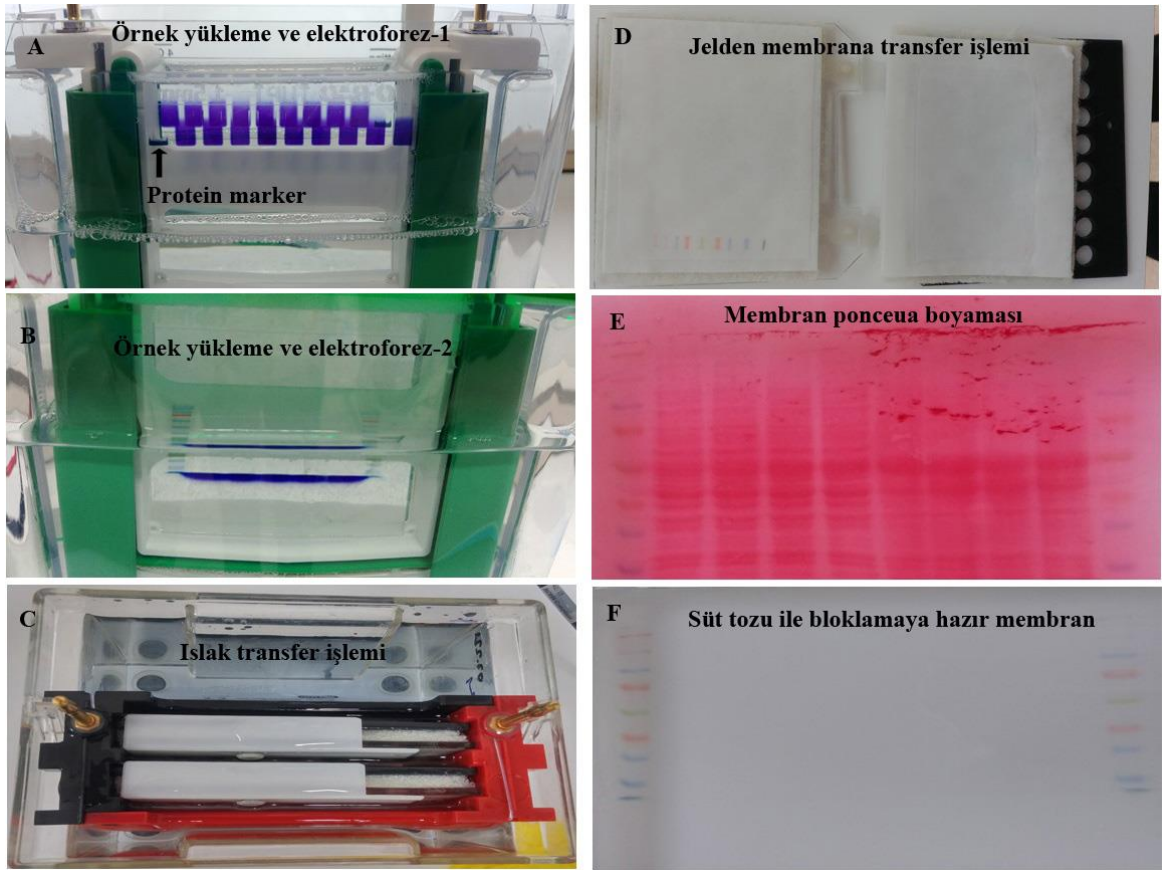 A
Örnek yükleme ve elektroforez-1
Protein marker
B
Örnek yükleme ve elektroforez-2
C
Islak transfer işlemi
D
Jelden membrana transfer işlemi
E
Membran ponceua boyaması
F
Süt tozu ile bloklamaya hazır membran